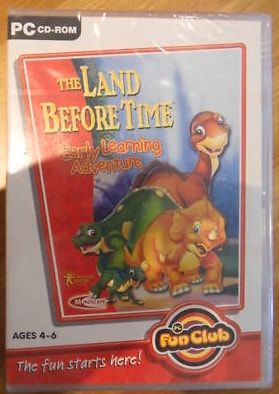 PC CD-ROM
THE LAND
BEFORE TIME
Early Learning
Adventure
MINDSCAPE
AGES 4-6
PC
Fun Club
The fun starts here!